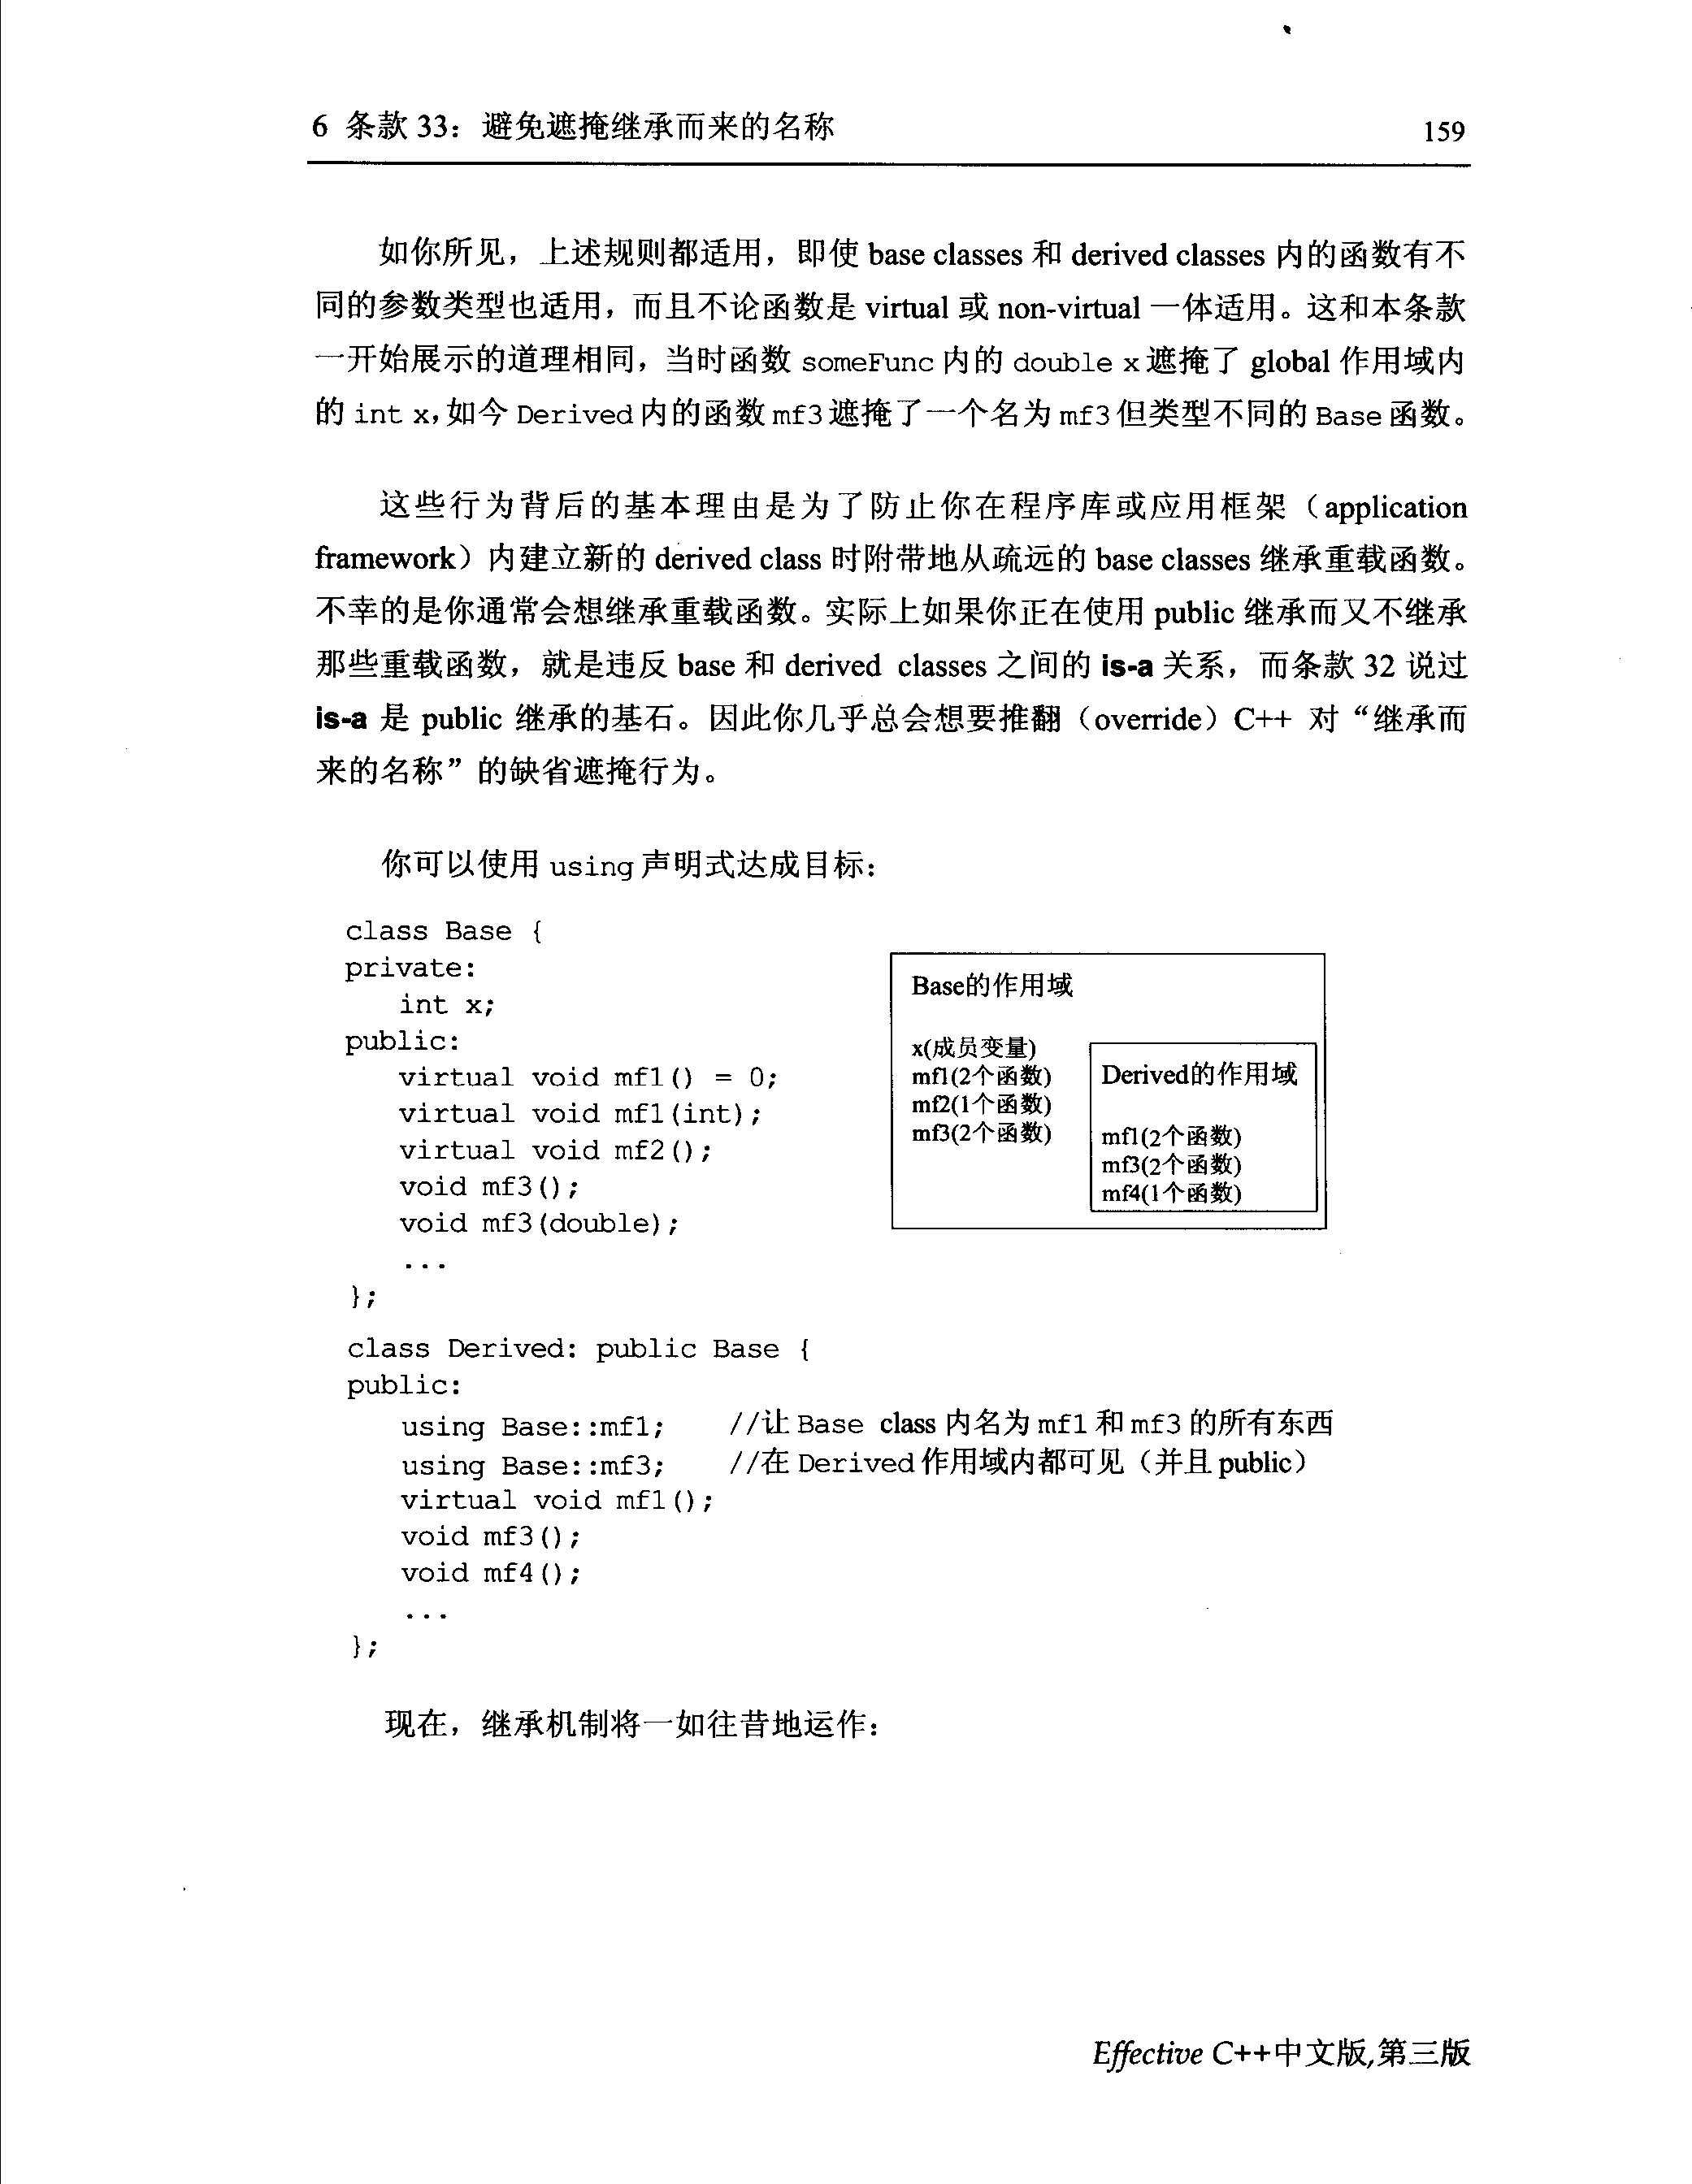 6 条款 33：避免遮掩继承而来的名称 159
如你所见，上述规则都适用，即使 base classes 和 derived classes 内的函数有不
同的参数类型也适用，而且不论函数是 virtual 或 non-virtual 一体适用。这和本条款
一开始展示的道理相同，当时函数 someFunc 内的 double x 遮掩了 global 作用域内
的 int x，如今 Derived 内的函数 mf3 遮掩了一个名为 mf3 但类型不同的 Base 函数。
这些行为背后的基本理由是为了防止你在程序库或应用框架（application
framework）内建立新的 derived class 时附带地从疏远的 base classes 继承重载函数。
不幸的是你通常会想继承重载函数。实际上如果你正在使用 public 继承而又不继承
那些重载函数，就是违反 base 和 derived classes 之间的 is-a 关系，而条款 32 说过
is-a 是 public 继承的基石。因此你几乎总会想要推翻（override）C++ 对“继承而
来的名称”的缺省遮掩行为。
你可以使用 using 声明式达成目标：
class Base {
private:
int x;
public:
virtual void mf1() = 0;
virtual void mf1(int);
virtual void mf2();
void mf3();
void mf3(double);
...
};
Base的作用域
x(成员变量)
mf1(2个函数)
mf2(1个函数)
mf3(2个函数)
Derived的作用域
mf1(2个函数)
mf3(2个函数)
mf4(1个函数)
class Derived: public Base {
public:
using Base::mf1; //让 Base class 内名为 mf1 和 mf3 的所有东西
using Base::mf3; //在 Derived 作用域内都可见（并且 public）
virtual void mf1();
void mf3();
void mf4();
...
};
现在，继承机制将一如往昔地运作：
Effective C++中文版,第三版